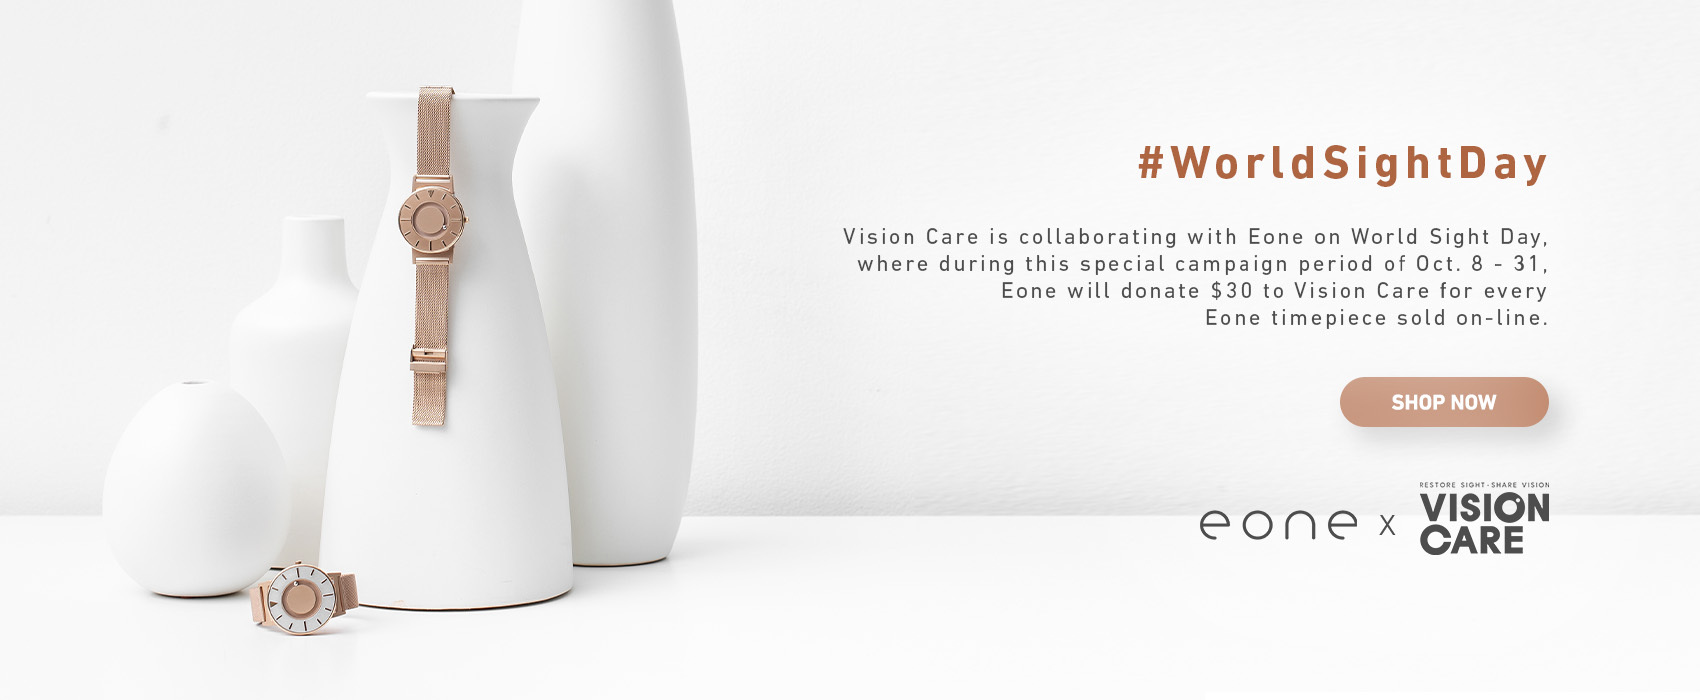 #WorldSightDay
Vision Care is collaborating with Eone on World Sight Day,
where during this special campaign period of Oct. 8 - 31,
Eone will donate $30 to Vision Care for every
Eone timepiece sold on-line.
SHOP NOW
eone x
RESTORE SIGHT · SHARE VISION
VISION
CARE